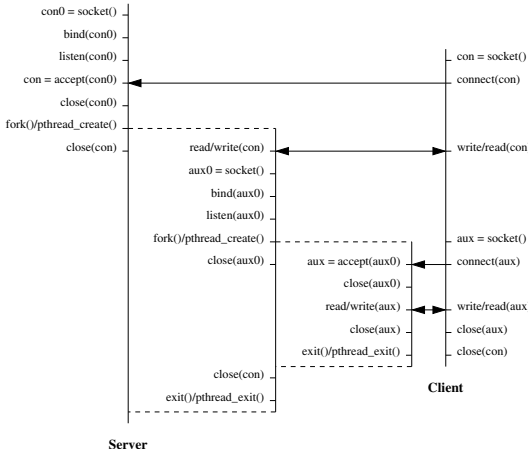 con0 = socket()
bind(con0)
listen(con0)
con = socket()
con = accept(con0)
connect(con)
close(con0)
fork()/pthread_create()
close(con)
read/write(con)
write/read(con
aux0 = socket()
bind(aux0)
listen(aux0)
fork()/pthread_create()
aux = socket()
close(aux0)
aux = accept(aux0)
connect(aux)
close(aux0)
read/write(aux)
write/read(aux
close(aux)
close(aux)
exit()/pthread_exit()
close(con)
close(con)
Client
exit()/pthread_exit()
Server